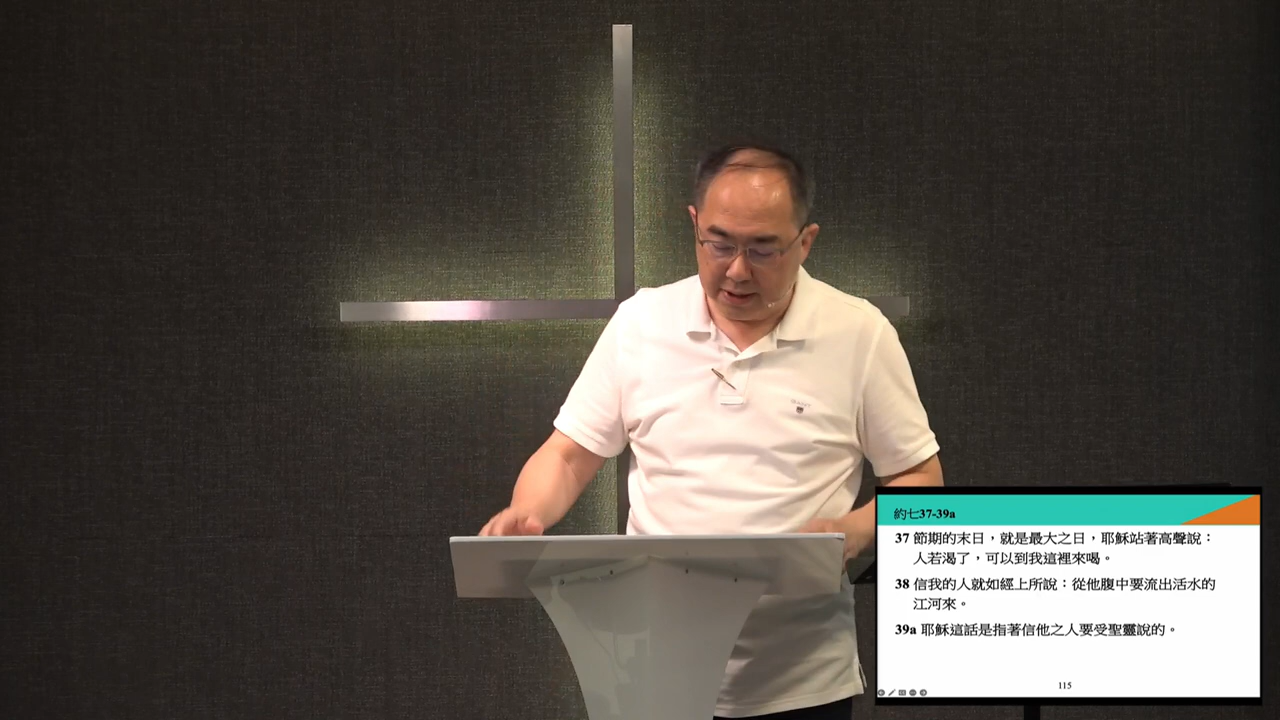 約七37-39a
37 節期的末日，就是最大之日，耶穌站著高聲說：
人若渴了，可以到我這裡來喝。
38 信我的人就如經上所說：從他腹中要流出活水的
江河來。
39a 耶穌這話是指著信他之人要受聖靈說的。
115